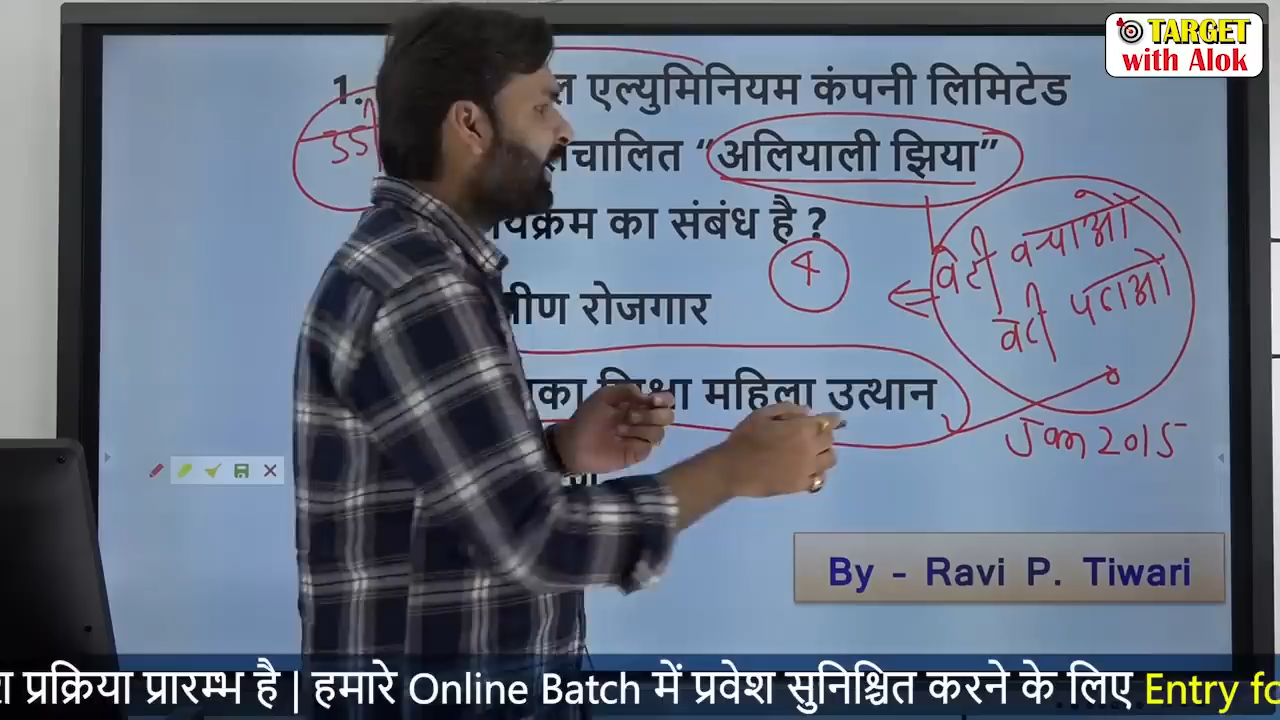 TARGET
with Alok
1. ल एल्युमिनियम कंपनी लिमिटेड
चालित “अलियाली झिया”
यक्रम का संबंध है ?
4
बेटी बचाओ
बेटी पढाओ
ीण रोजगार
का शिक्षा महिला उत्थान
Jan 2015
By - Ravi P. Tiwari
प्रक्रिया प्रारम्भ है | हमारे Online Batch में प्रवेश सुनिश्चित करने के लिए Entry fo